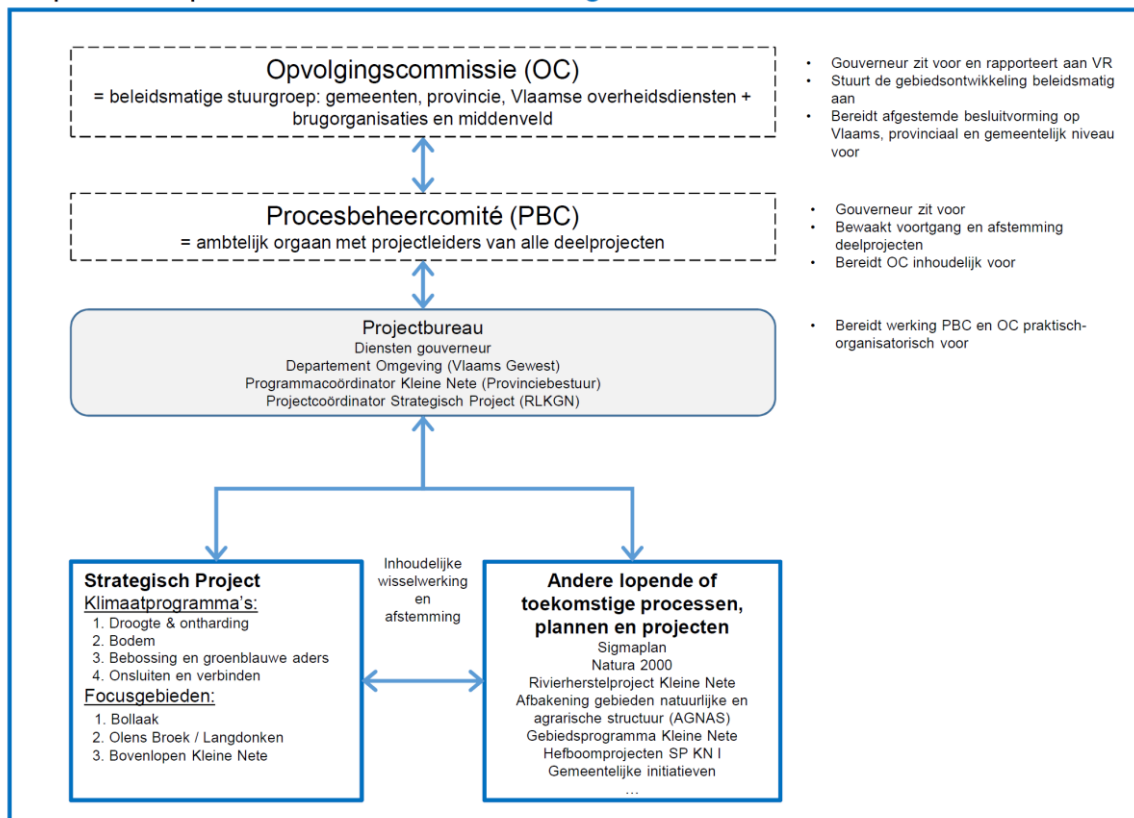 Opvolgingscommissie (OC)
= beleidsmatige stuurgroep: gemeenten, provincie, Vlaamse overheidsdiensten +
brugorganisaties en middenveld
• Gouverneur zit voor en rapporteert aan VR
• Stuurt de gebiedsontwikkeling beleidsmatig
aan
• Bereidt afgestemde besluitvorming op
Vlaams, provinciaal en gemeentelijk niveau
voor
Procesbeheercomité (PBC)
= ambtelijk orgaan met projectleiders van alle deelprojecten
• Gouverneur zit voor
• Bewaakt voortgang en afstemming
deelprojecten
• Bereidt OC inhoudelijk voor
Projectbureau
Diensten gouverneur
Departement Omgeving (Vlaams Gewest)
Programmacoördinator Kleine Nete (Provinciebestuur)
Projectcoördinator Strategisch Project (RLKGN)
• Bereidt werking PBC en OC praktisch-
organisatorisch voor
Strategisch Project
Klimaatprogramma's:
1. Droogte & ontharding
2. Bodem
3. Bebossing en groenblauwe aders
4. Onsluiten en verbinden
Focusgebieden:
1. Bollaak
2. Olens Broek / Langdonken
3. Bovenlopen Kleine Nete
Inhoudelijke
wisselwerking
en
afstemming
Andere lopende of
toekomstige processen,
plannen en projecten
Sigmaplan
Natura 2000
Rivierherstelproject Kleine Nete
Afbakening gebieden natuurlijke en
agrarische structuur (AGNAS)
Gebiedsprogramma Kleine Nete
Hefboomprojecten SP KN I
Gemeentelijke initiatieven
…